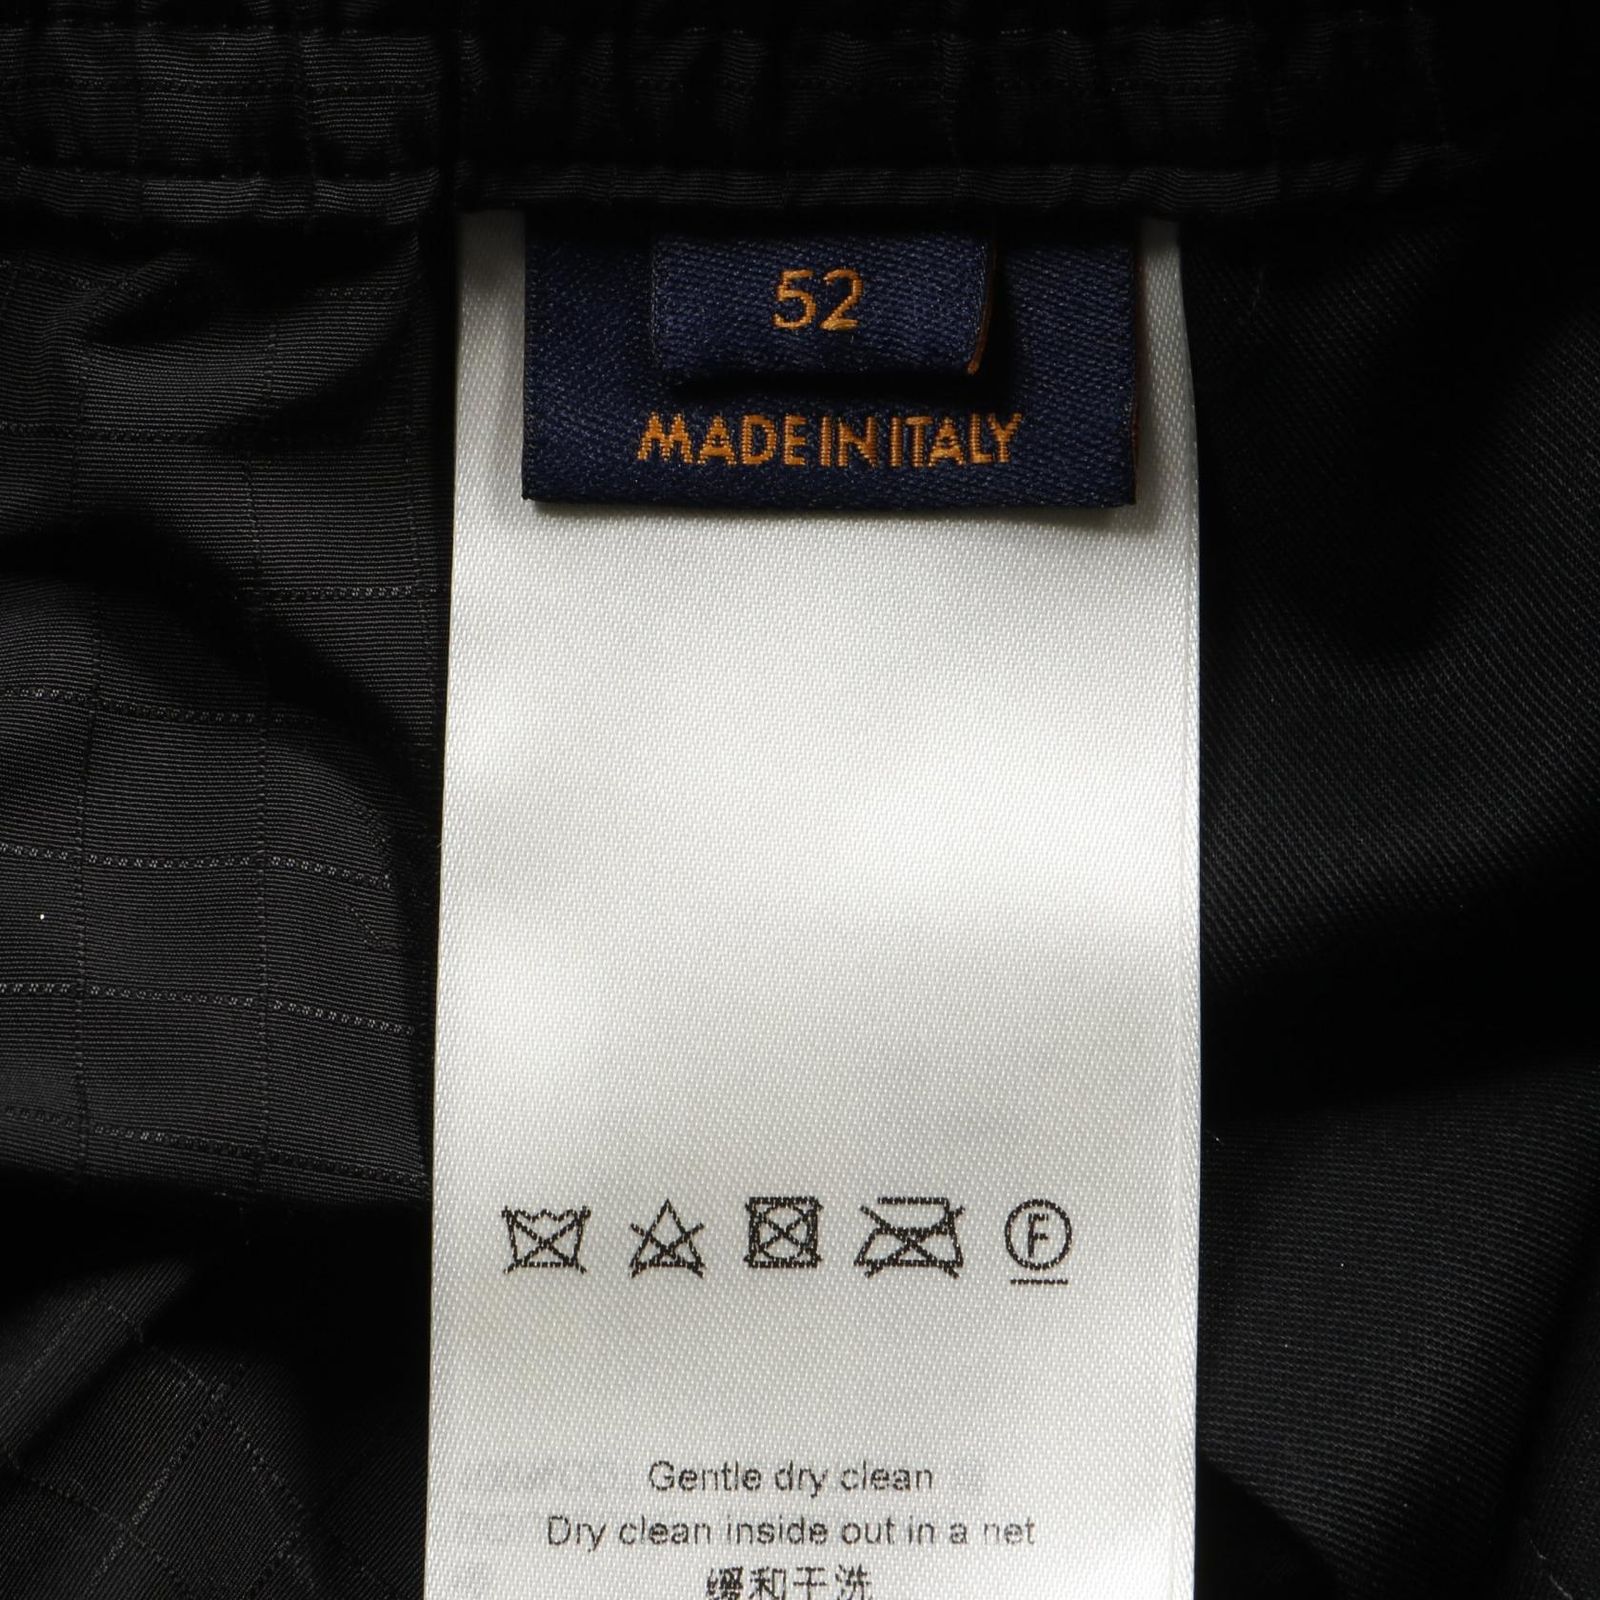 52
MADE IN ITALY
F
Gentle dry clean
Dry clean inside out in a net
缓和干洗